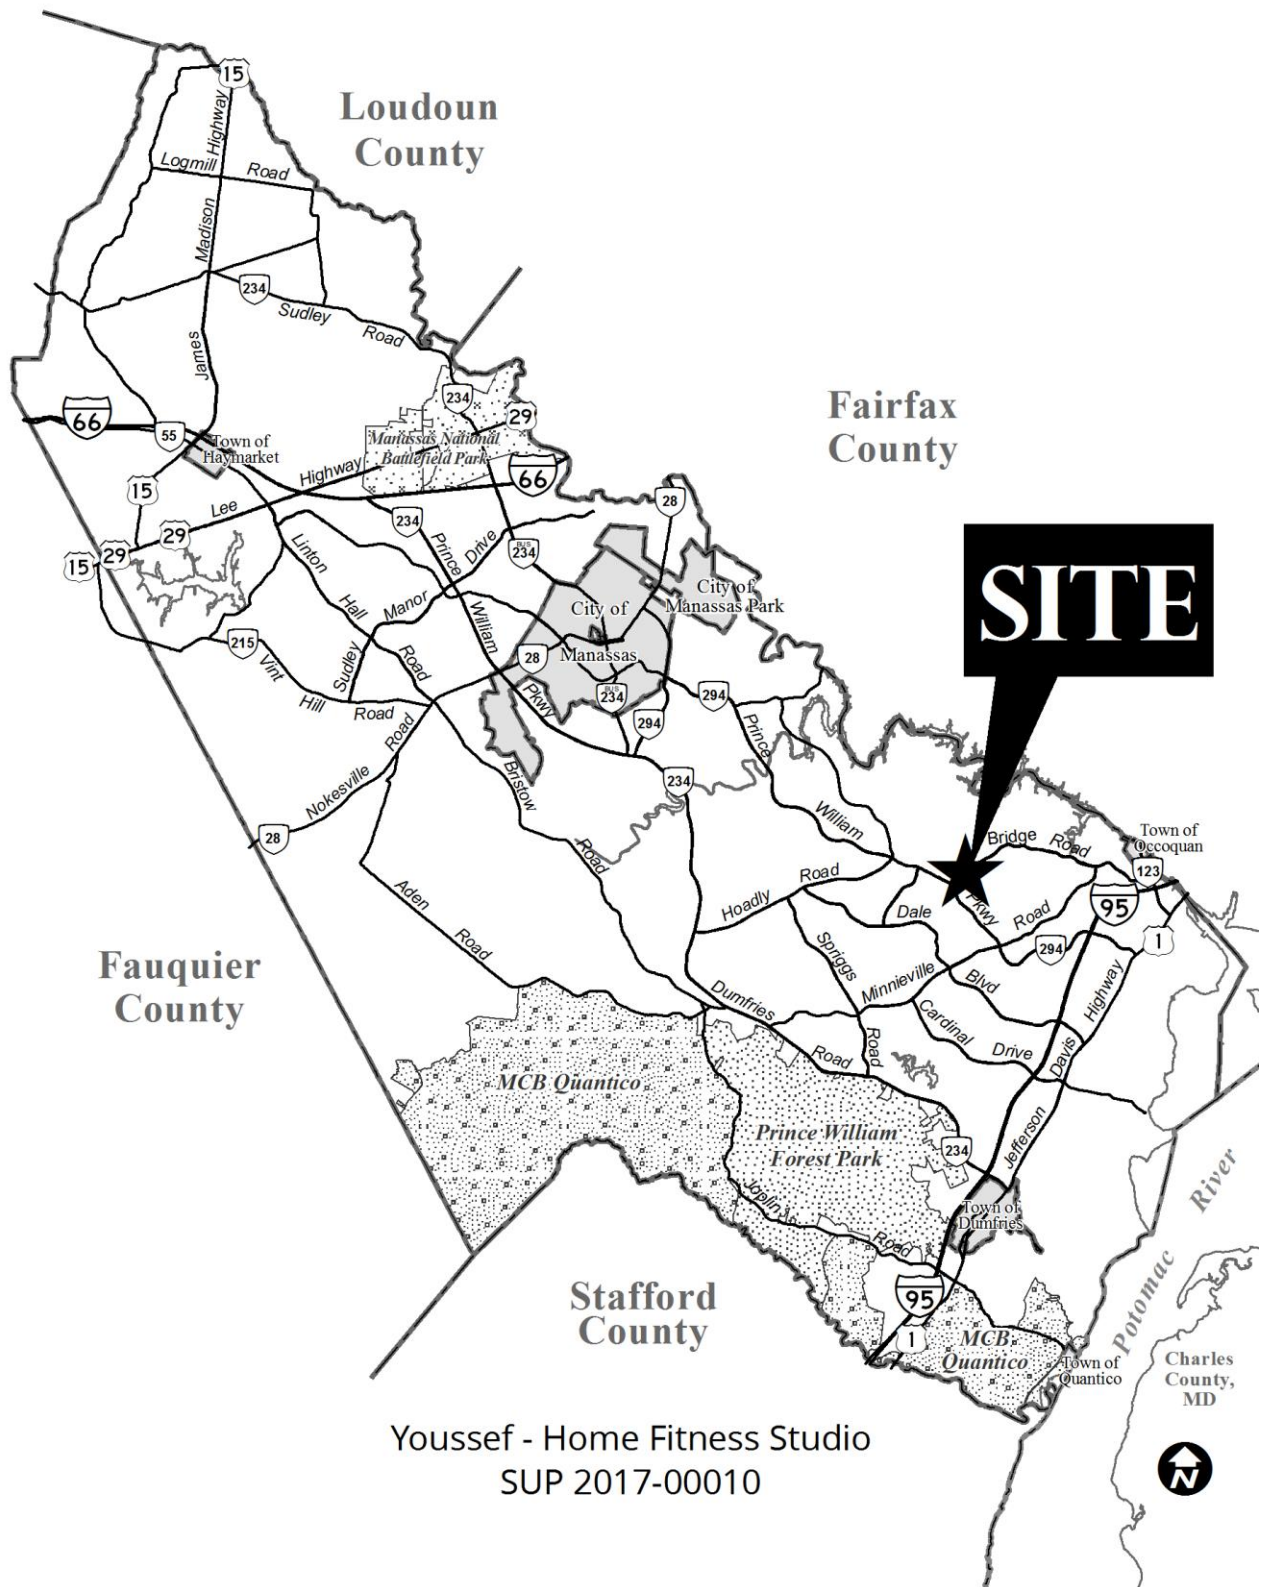 15
Loudoun
County
Highway
Logmill
Road
Madison
234
Sudley
Road
James
Fairfax
County
66
55
234
29
Town of
Haymarket
Manassas National
Battlefield Park
66
15
Highway
Lee
29
29
15
28
234
Prince
Drive
BUS
234
SITE
Linton
Hall
Manor
City of
Manassas Park
City of
Manassas
William
215
Vint
Sudley
Road
28
Hill
Road
Pkwy
BUS
234
294
294
Prince
Road
Nokesville
Bristow
234
28
William
Bridge
Road
Town of
Occoquan
123
Road
Aden
Road
Hoadly
Road
Dale
Pkwy
Road
95
1
294
Road
Fauquier
County
Spriggs
Minnieville
Blvd
Highway
Dumfries
Cardinal
Drive
Road
Road
Davis
MCB Quantico
Prince William
Forest Park
234
Jefferson
Joplin
Road
Town of
Dumfries
River
Potomac
Stafford
County
95
1
MCB
Quantico
Town of
Quantico
Charles
County,
MD
Youssef - Home Fitness Studio
SUP 2017-00010
N